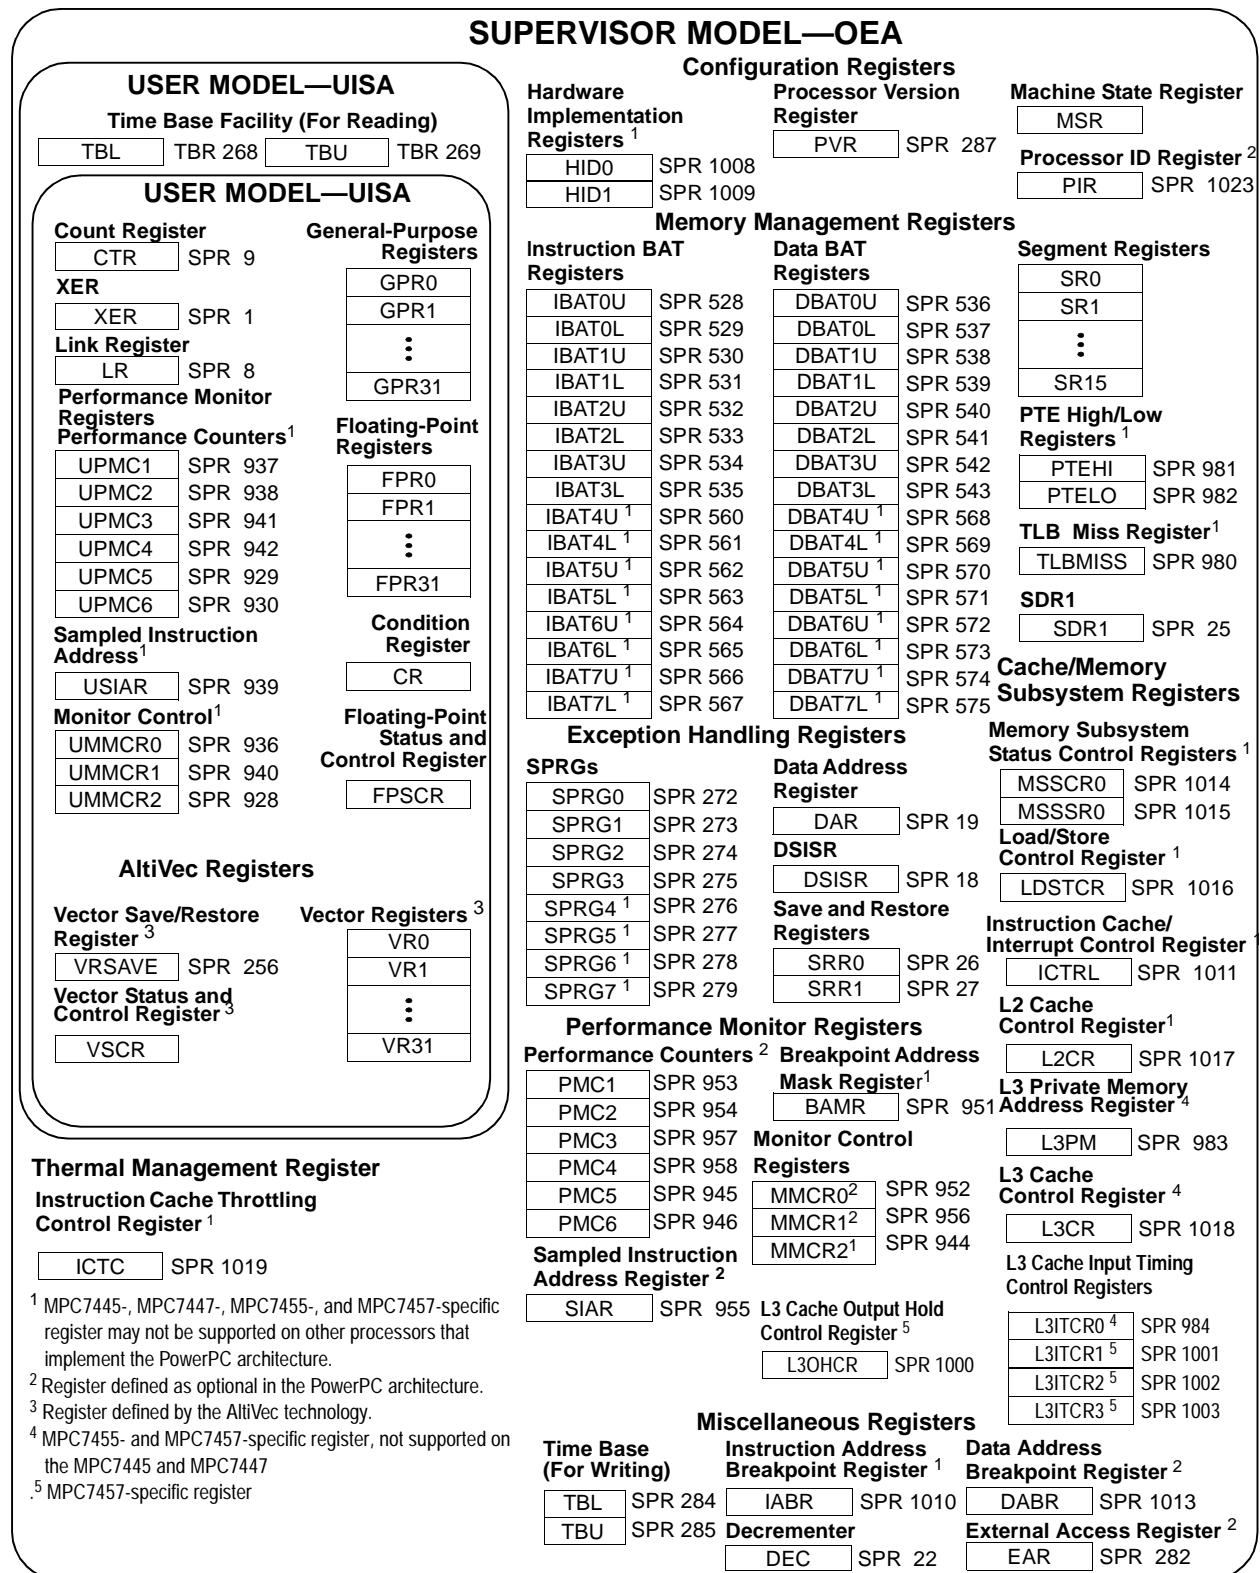 SUPERVISOR MODEL—OEA
USER MODEL—UISA
Time Base Facility (For Reading)
TBL TBR 268 TBU TBR 269
USER MODEL—UISA
Count Register
CTR SPR 9
XER
XER SPR 1
Link Register
LR SPR 8
Performance Monitor
Registers
Performance Counters 1
UPMC1 SPR 937
UPMC2 SPR 938
UPMC3 SPR 941
UPMC4 SPR 942
UPMC5 SPR 929
UPMC6 SPR 930
Sampled Instruction
Address 1
USIAR SPR 939
Monitor Control 1
UMMCR0 SPR 936
UMMCR1 SPR 940
UMMCR2 SPR 928
General-Purpose
Registers
GPR0
GPR1
GPR31
Floating-Point
Registers
FPR0
FPR1
FPR31
Condition
Register
CR
Floating-Point
Status and
Control Register
FPSCR
AltiVec Registers
Vector Save/Restore
Register 3
VRSAVE SPR 256
Vector Status and
Control Register 3
VSCR
Vector Registers 3
VR0
VR1
VR31
Thermal Management Register
Instruction Cache Throttling
Control Register 1
ICTC SPR 1019
1 MPC7445-, MPC7447-, MPC7455-, and MPC7457-specific
register may not be supported on other processors that
implement the PowerPC architecture.
2 Register defined as optional in the PowerPC architecture.
3 Register defined by the AltiVec technology.
4 MPC7455- and MPC7457-specific register, not supported on
the MPC7445 and MPC7447
.5 MPC7457-specific register
Configuration Registers
Hardware
Implementation
Registers 1
HID0 SPR 1008
HID1 SPR 1009
Processor Version
Register
PVR SPR 287
Machine State Register
MSR
Processor ID Register 2
PIR SPR 1023
Memory Management Registers
Instruction BAT
Registers
IBAT0U SPR 528
IBAT0L SPR 529
IBAT1U SPR 530
IBAT1L SPR 531
IBAT2U SPR 532
IBAT2L SPR 533
IBAT3U SPR 534
IBAT3L SPR 535
IBAT4U 1 SPR 560
IBAT4L 1 SPR 561
IBAT5U 1 SPR 562
IBAT5L 1 SPR 563
IBAT6U 1 SPR 564
IBAT6L 1 SPR 565
IBAT7U 1 SPR 566
IBAT7L 1 SPR 567
Data BAT
Registers
DBAT0U SPR 536
DBAT0L SPR 537
DBAT1U SPR 538
DBAT1L SPR 539
DBAT2U SPR 540
DBAT2L SPR 541
DBAT3U SPR 542
DBAT3L SPR 543
DBAT4U 1 SPR 568
DBAT4L 1 SPR 569
DBAT5U 1 SPR 570
DBAT5L 1 SPR 571
DBAT6U 1 SPR 572
DBAT6L 1 SPR 573
DBAT7U 1 SPR 574
DBAT7L 1 SPR 575
Segment Registers
SR0
SR1
SR15
PTE High/Low
Registers 1
PTEHI SPR 981
PTELO SPR 982
TLB Miss Register 1
TLBMISS SPR 980
SDR1
SDR1 SPR 25
Exception Handling Registers
SPRGs
SPRG0 SPR 272
SPRG1 SPR 273
SPRG2 SPR 274
SPRG3 SPR 275
SPRG4 1 SPR 276
SPRG5 1 SPR 277
SPRG6 1 SPR 278
SPRG7 1 SPR 279
Data Address
Register
DAR SPR 19
DSISR
DSISR SPR 18
Save and Restore
Registers
SRR0 SPR 26
SRR1 SPR 27
Cache/Memory
Subsystem Registers
Memory Subsystem
Status Control Registers 1
MSSCR0 SPR 1014
MSSSR0 SPR 1015
Load/Store
Control Register 1
LDSTCR SPR 1016
Instruction Cache/
Interrupt Control Register 1
ICTRL SPR 1011
L2 Cache
Control Register 1
L2CR SPR 1017
L3 Private Memory
Address Register 4
L3PM SPR 983
L3 Cache
Control Register 4
L3CR SPR 1018
L3 Cache Input Timing
Control Registers
L3ITCR0 4 SPR 984
L3ITCR1 5 SPR 1001
L3ITCR2 5 SPR 1002
L3ITCR3 5 SPR 1003
Performance Monitor Registers
Performance Counters 2
PMC1 SPR 953
PMC2 SPR 954
PMC3 SPR 957
PMC4 SPR 958
PMC5 SPR 945
PMC6 SPR 946
Sampled Instruction
Address Register 2
SIAR SPR 955
Breakpoint Address
Mask Register 1
BAMR SPR 951
Monitor Control
Registers
MMCR0 2 SPR 952
MMCR1 2 SPR 956
MMCR2 1 SPR 944
L3 Cache Output Hold
Control Register 5
L3OHCR SPR 1000
Miscellaneous Registers
Time Base
(For Writing)
TBL SPR 284
TBU SPR 285
Instruction Address
Breakpoint Register 1
IABR SPR 1010
Decrementer
DEC SPR 22
Data Address
Breakpoint Register 2
DABR SPR 1013
External Access Register 2
EAR SPR 282